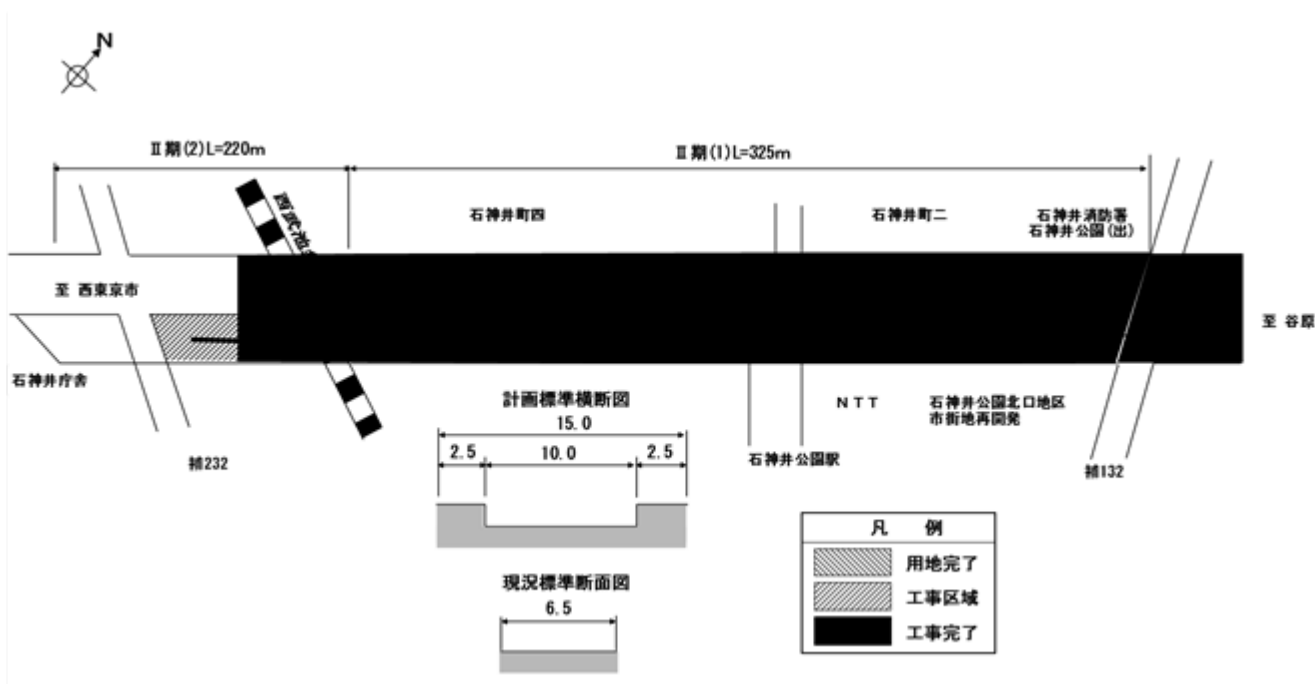 N
Ⅱ期(2)L=220m
Ⅱ期(1)L=325m
西武池
石神井町四
石神井町二
石神井消防署
石神井公園(出)
至 西東京市
至 谷原
石神井庁舎
補232
計画標準横断図
15.0
2.5
10.0
2.5
NTT
石神井公園北口地区
市街地再開発
石神井公園駅
補132
現況標準断面図
6.5
凡 例
用地完了
工事区域
工事完了